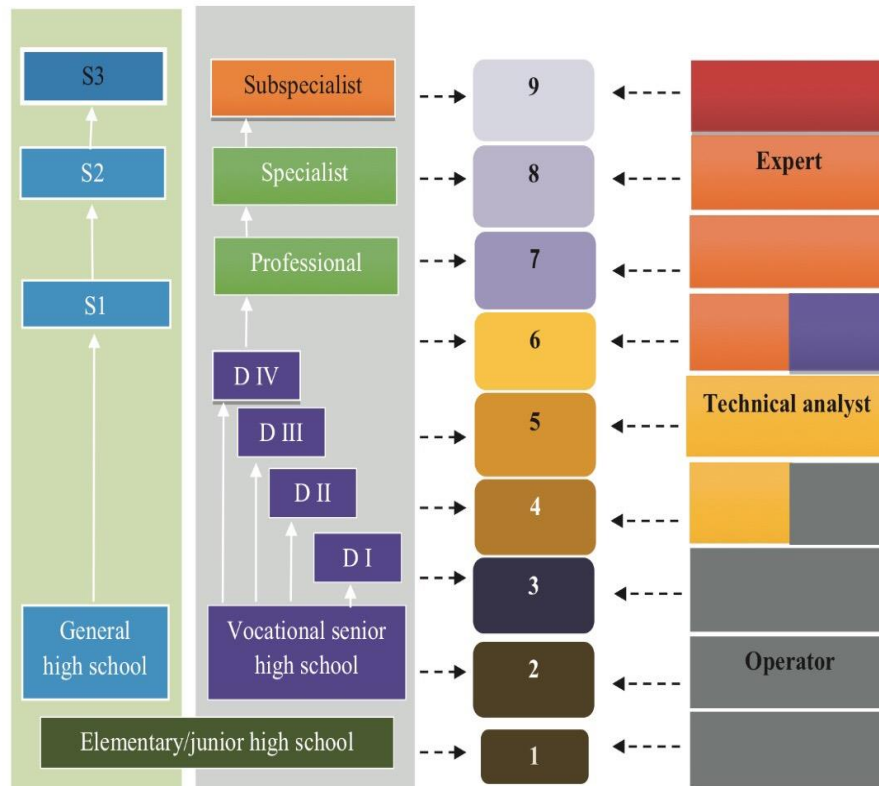 S3
Subspecialist
9
S2
Specialist
8
Expert
Professional
7
S1
6
D IV
Technical analyst
D III
5
D II
4
D I
3
General
high school
Vocational senior
high school
2
Operator
Elementary/junior high school
1